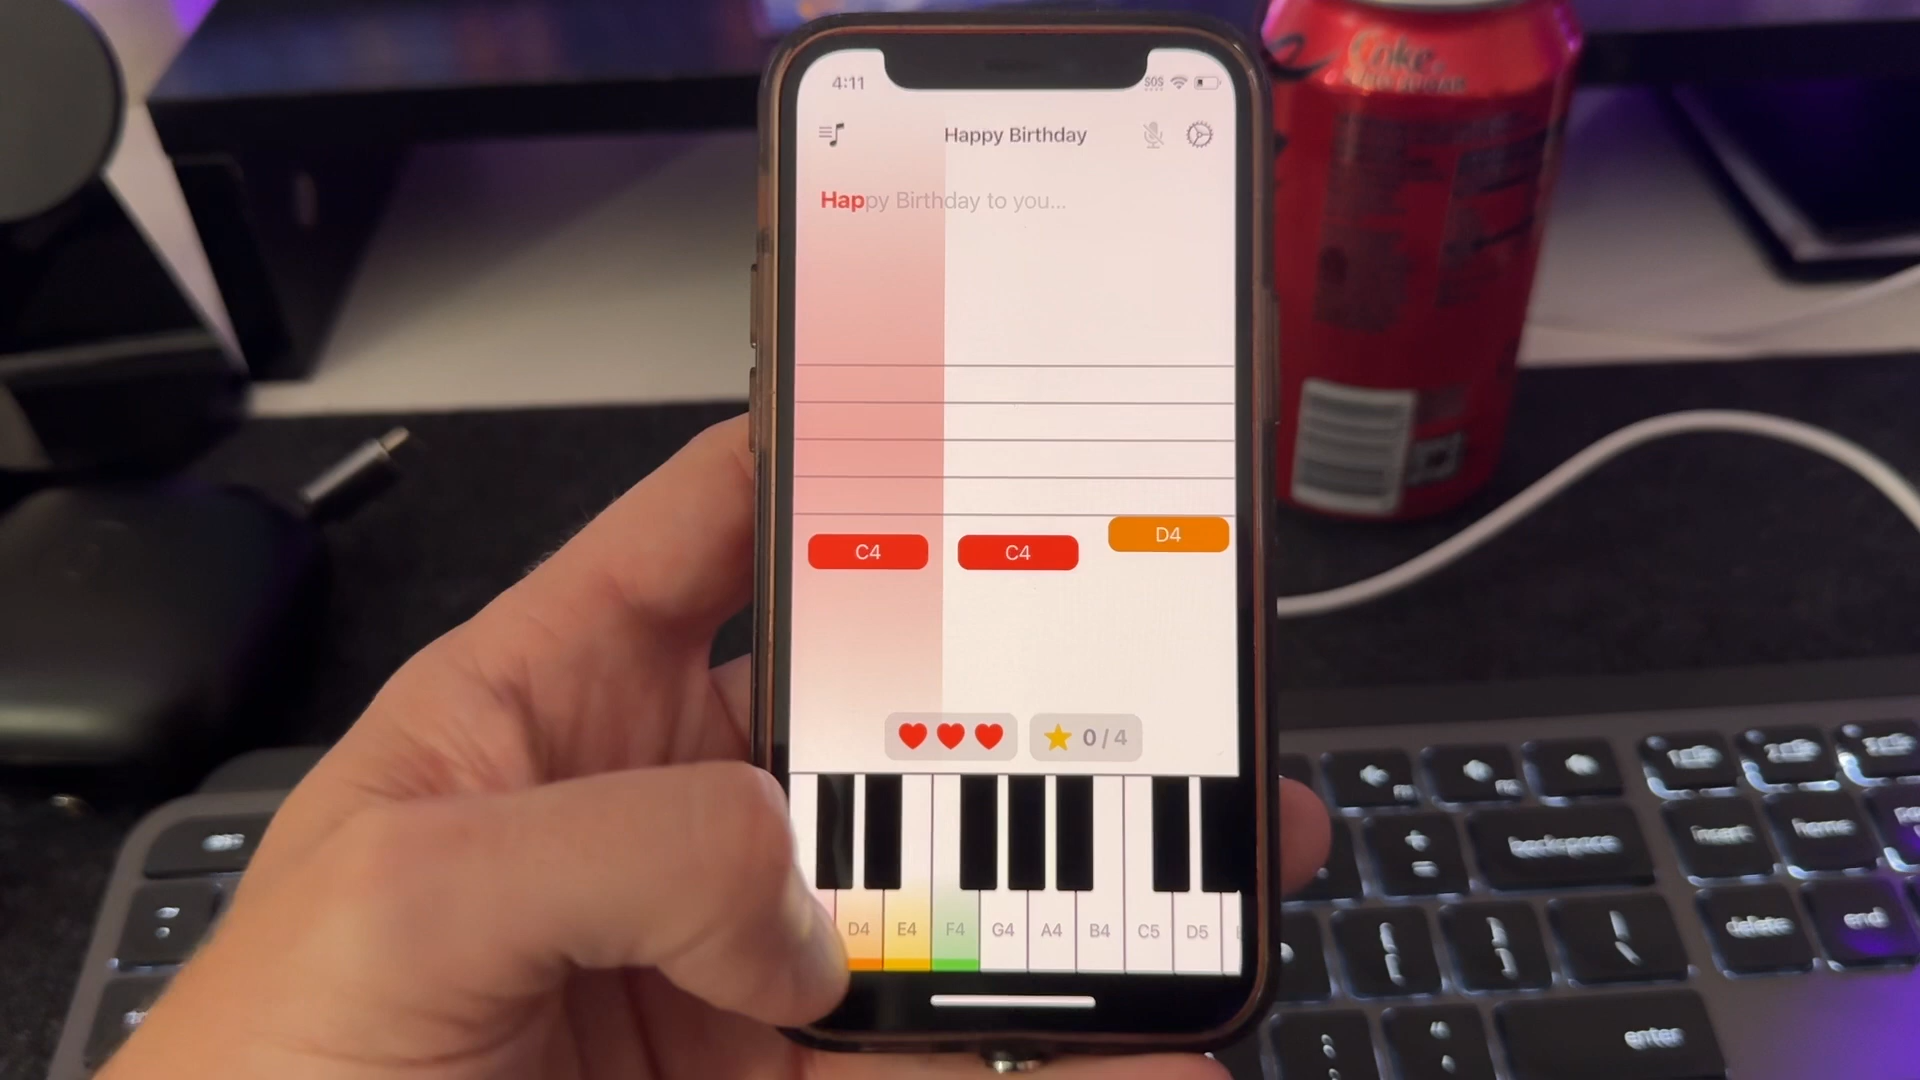 4:11
SOS
Happy Birthday
Happy Birthday to you...
D4
C4
C4
0/4
D4
E4
F4
G4
A4
B4
C5
D5
Coke
backspace
insert
home
delete
end
enter